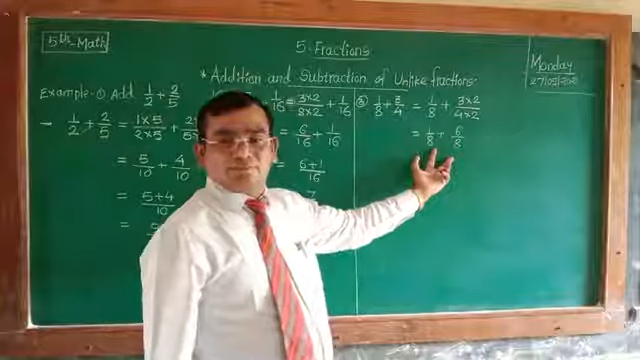 5th-Math
5-Fractions
Monday
* Addition and Subtraction of Unlike fractions:
Example-① Add 1/2 + 2/5
→ 1/2 + 2/5 = 1×5/2×5 +
= 5/10 + 4/10
= 5+4/10
=
1/16 = 3×2/8×2 + 1/16
= 6/16 + 1/16
= 6+1/16
③ 1/8 + 3/4 = 1/8 + 3×2/4×2
= 1/8 + 6/8